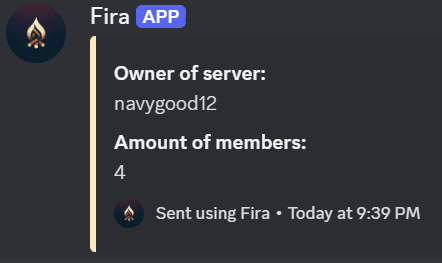 Fira APP
Owner of server:
navygood12
Amount of members:
4
Sent using Fira • Today at 9:39 PM